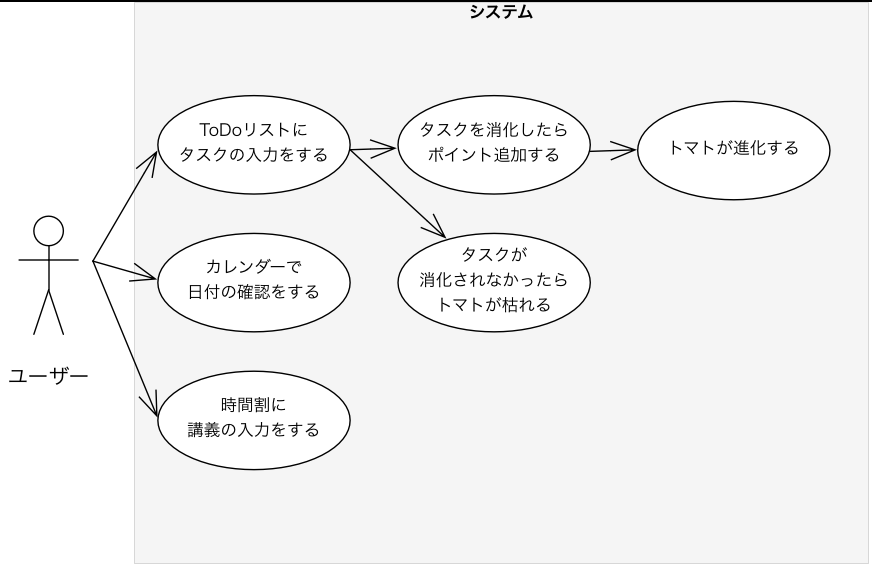 システム
ToDoリストに
タスクの入力をする
タスクを消化したら
ポイント追加する
トマトが進化する
カレンダーで
日付の確認をする
タスクが
消化されなかったら
トマトが枯れる
ユーザー
時間割に
講義の入力をする